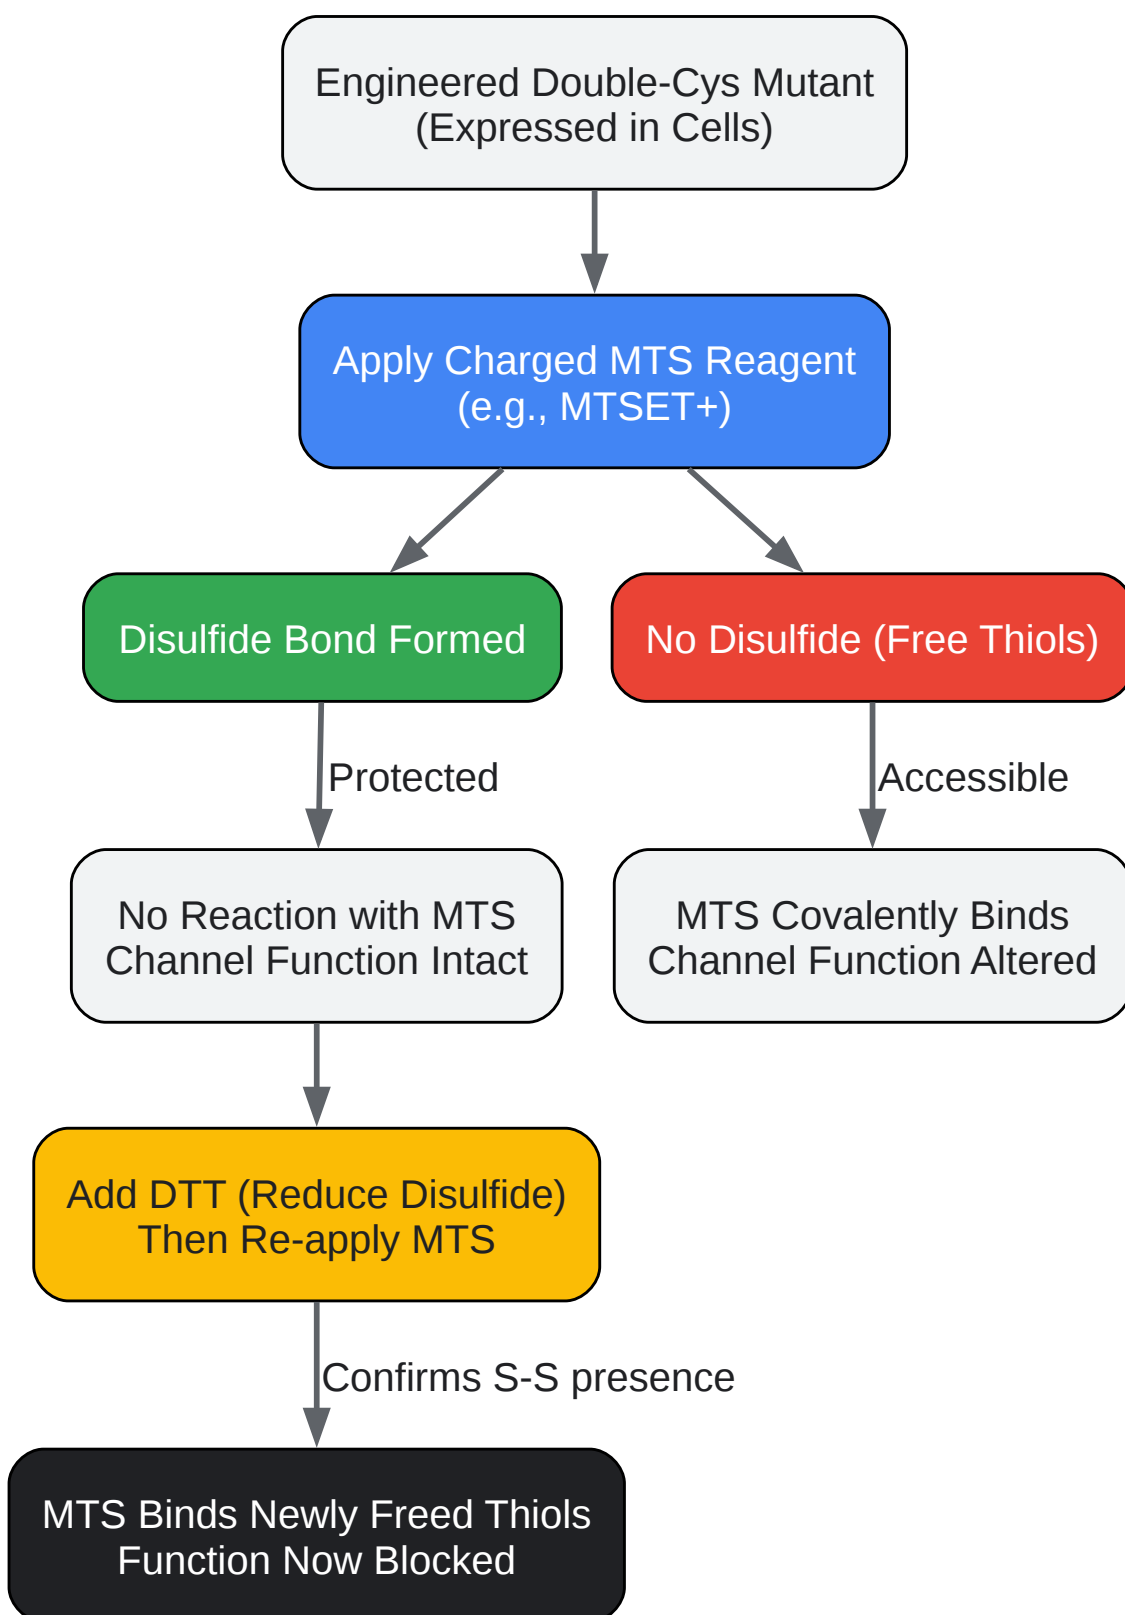 Engineered Double-Cys Mutant
(Expressed in Cells)
Apply Charged MTS Reagent
(e.g., MTSET+)
Disulfide Bond Formed
No Disulfide (Free Thiols)
Protected
Accessible
No Reaction with MTS
Channel Function Intact
MTS Covalently Binds
Channel Function Altered
Add DTT (Reduce Disulfide)
Then Re-apply MTS
Confirms S-S presence
MTS Binds Newly Freed Thiols
Function Now Blocked